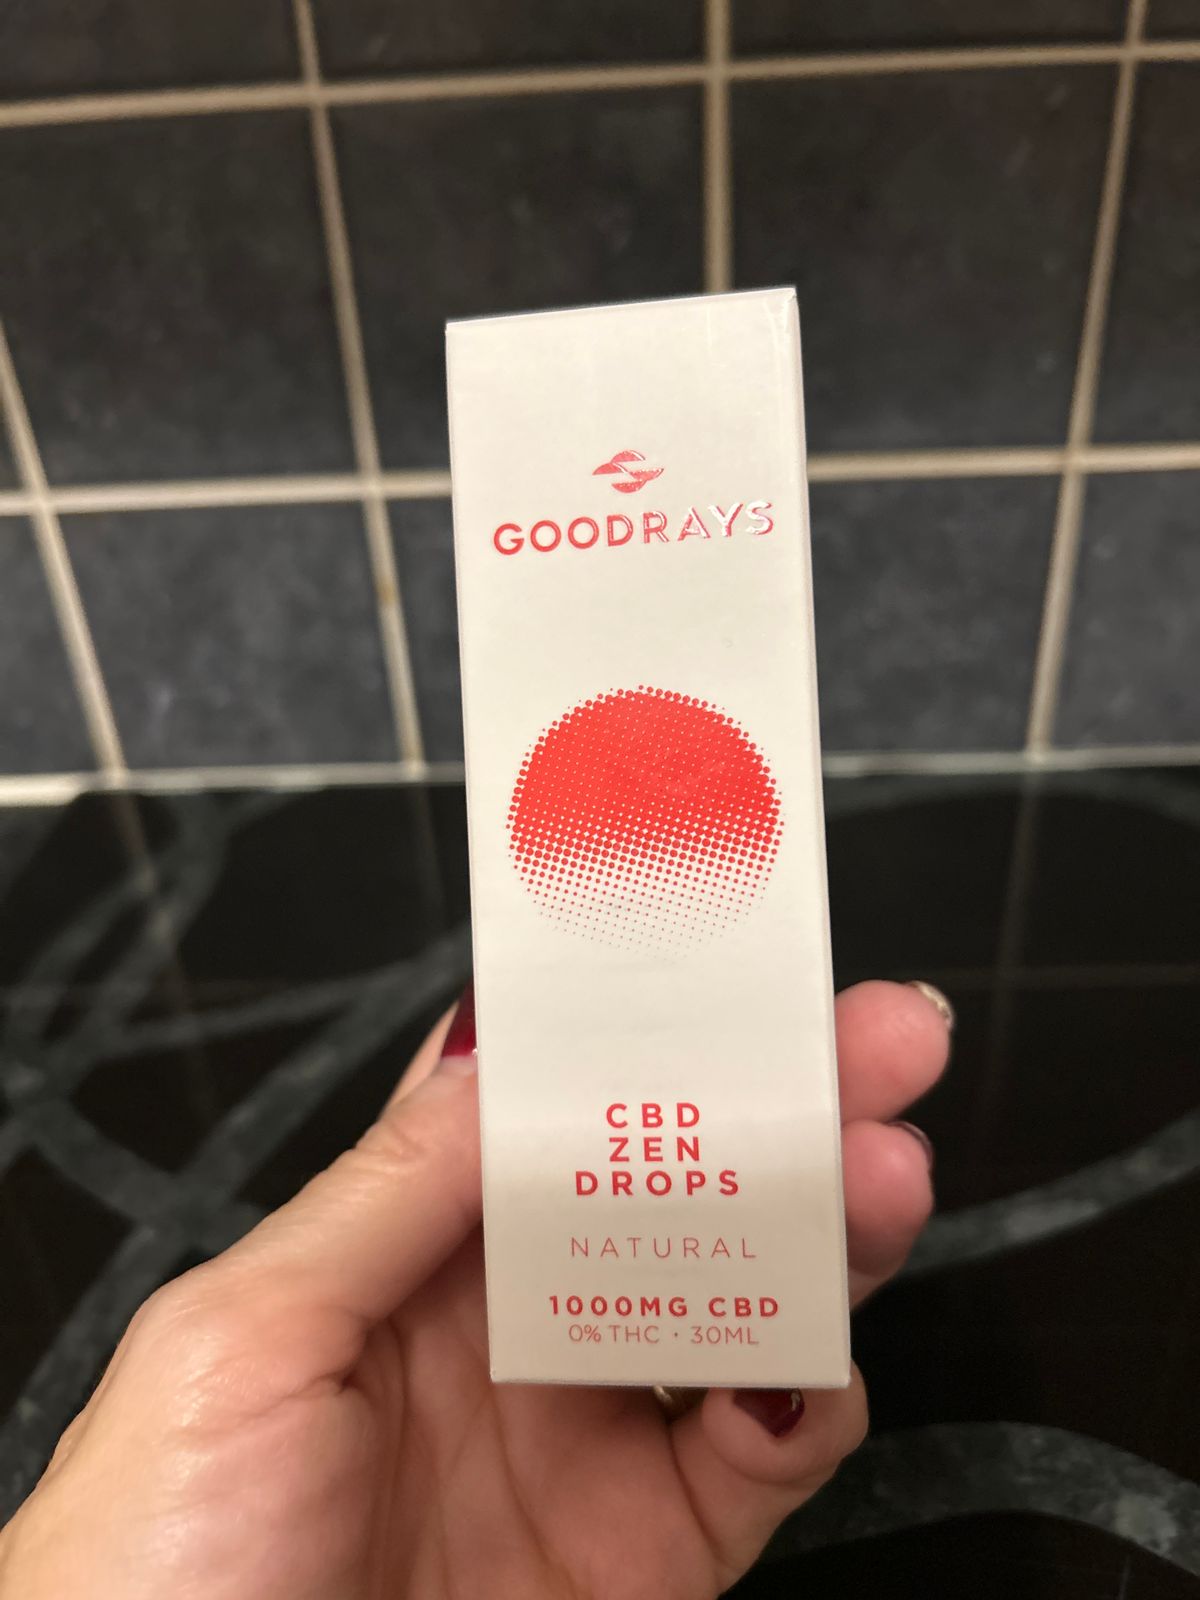 GOODRAYS
CBD
ZEN
DROPS
NATURAL
1000MG CBD
0% THC · 30ML